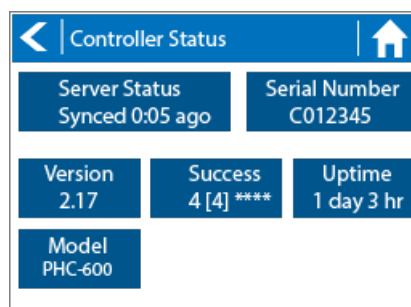 Controller Status
Server Status
Synced 0:05 ago
Serial Number
C012345
Version
2.17
Success
4 [4] ****
Uptime
1 day 3 hr
Model
PHC-600